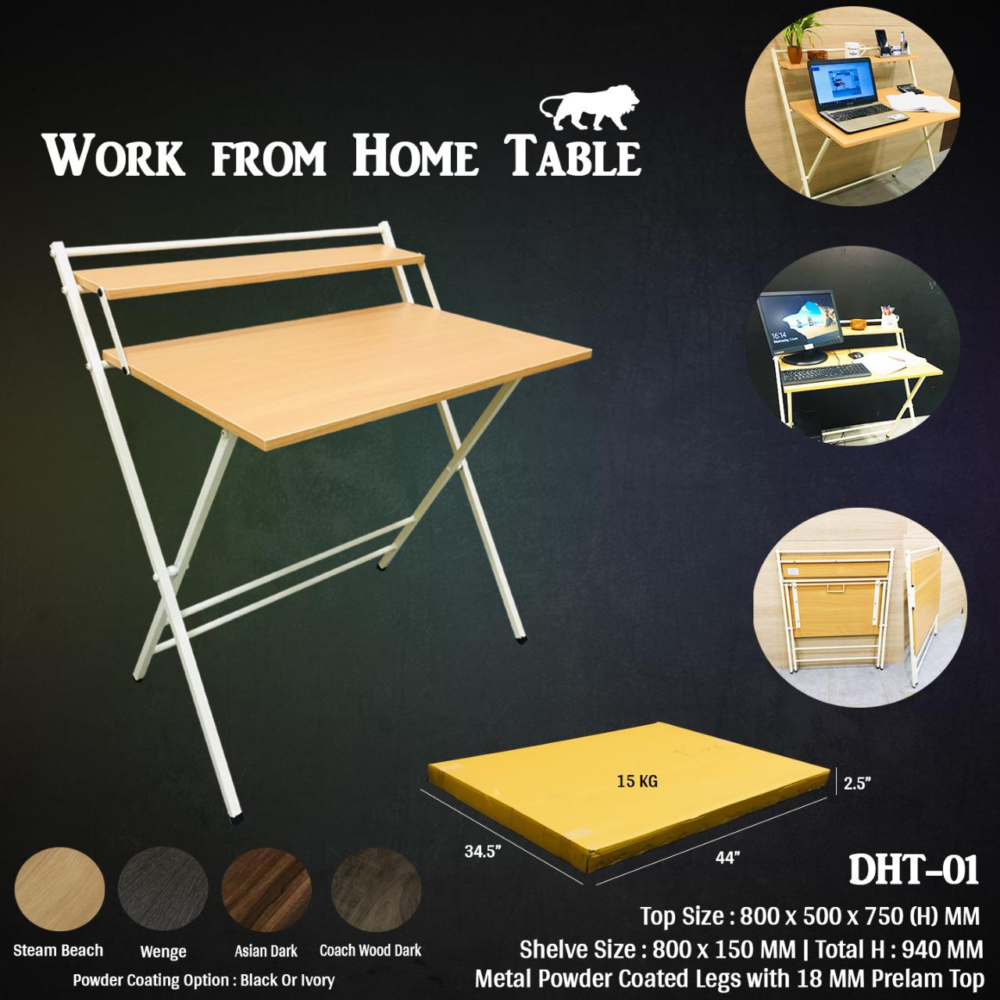 Work from Home Table
16:14
15 KG
2.5”
34.5”
44”
DHT-01
Top Size : 800 x 500 x 750 (H) MM
Shelve Size : 800 x 150 MM | Total H : 940 MM
Metal Powder Coated Legs with 18 MM Prelam Top
Steam Beach
Wenge
Asian Dark
Coach Wood Dark
Powder Coating Option : Black Or Ivory